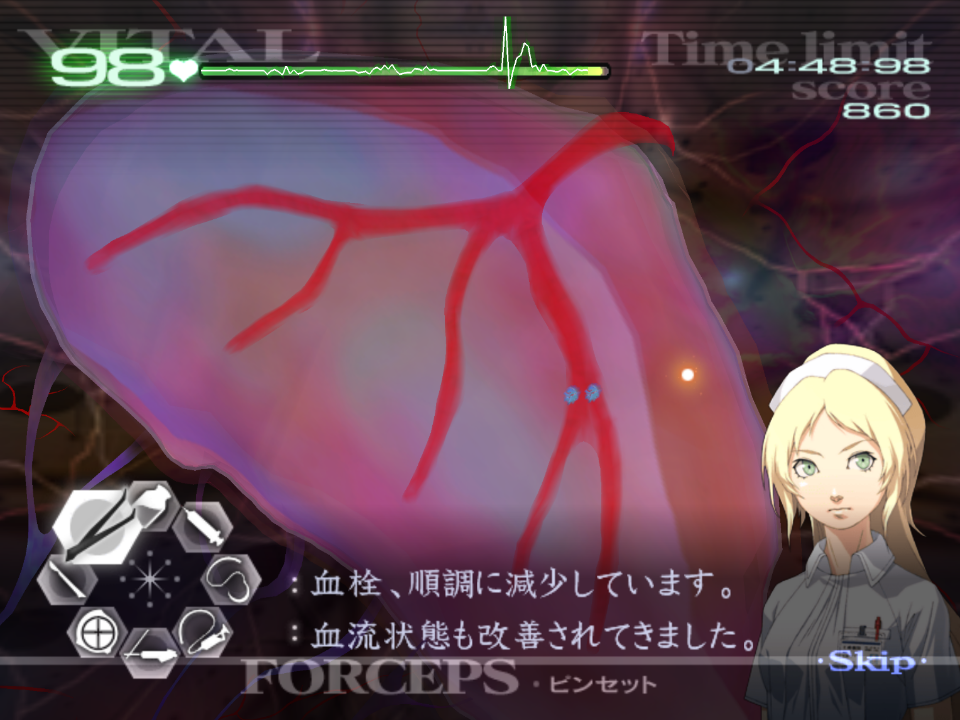 VITAL
98
Time limit
04:48:98
score
860
：血栓、順調に減少しています。
：血流状態も改善されてきました。
Skip
FORCEPS・ピンセット